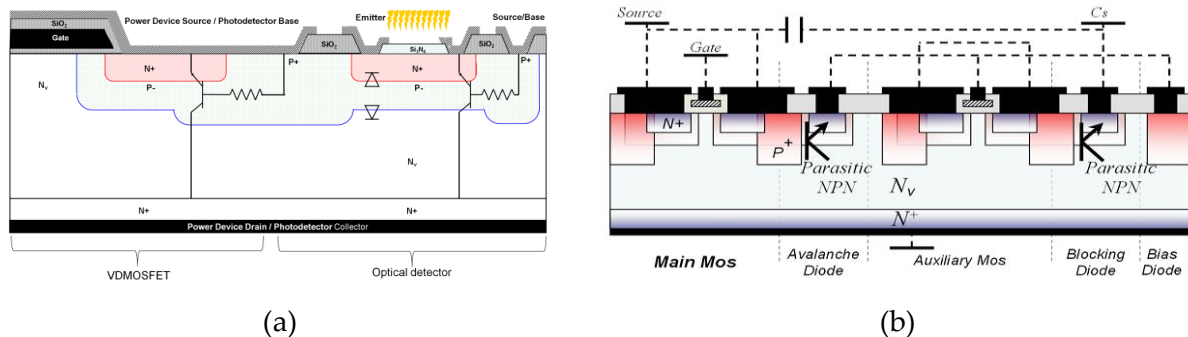 Power Device Source / Photodetector Base
Emitter
Source/Base
SiO₂
Gate
SiO₂
Si₃N₄
SiO₂
P+
P+
N+
N+
Nᵥ
P-
P-
Nᵥ
N+
N+
Power Device Drain / Photodetector Collector
VDMOSFET
Optical detector
(a)
Source
Cs
Gate
N+
P⁺
Parasitic
NPN
Nᵥ
Parasitic
NPN
N⁺
Main Mos
Avalanche
Diode
Auxiliary Mos
Blocking
Diode
Bias
Diode
(b)